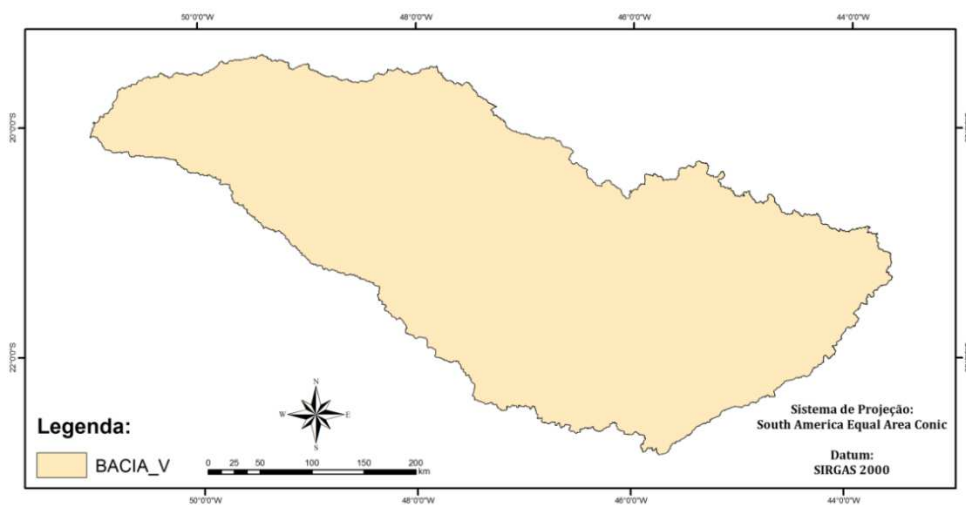 50°0'0"W 48°0'0"W 46°0'0"W 44°0'0"W
20°0'0"S
22°0'0"S
N
W E
S
Legenda:
BACIA_V
0 25 50 100 150 200
km
Sistema de Projeção:
South America Equal Area Conic
Datum:
SIRGAS 2000
50°0'0"W 48°0'0"W 46°0'0"W 44°0'0"W